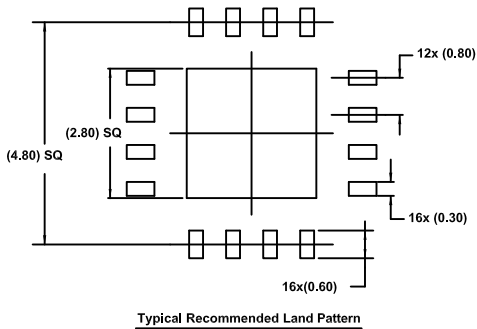 12x (0.80)
(2.80) SQ
(4.80) SQ
16x (0.30)
16x(0.60)
Typical Recommended Land Pattern